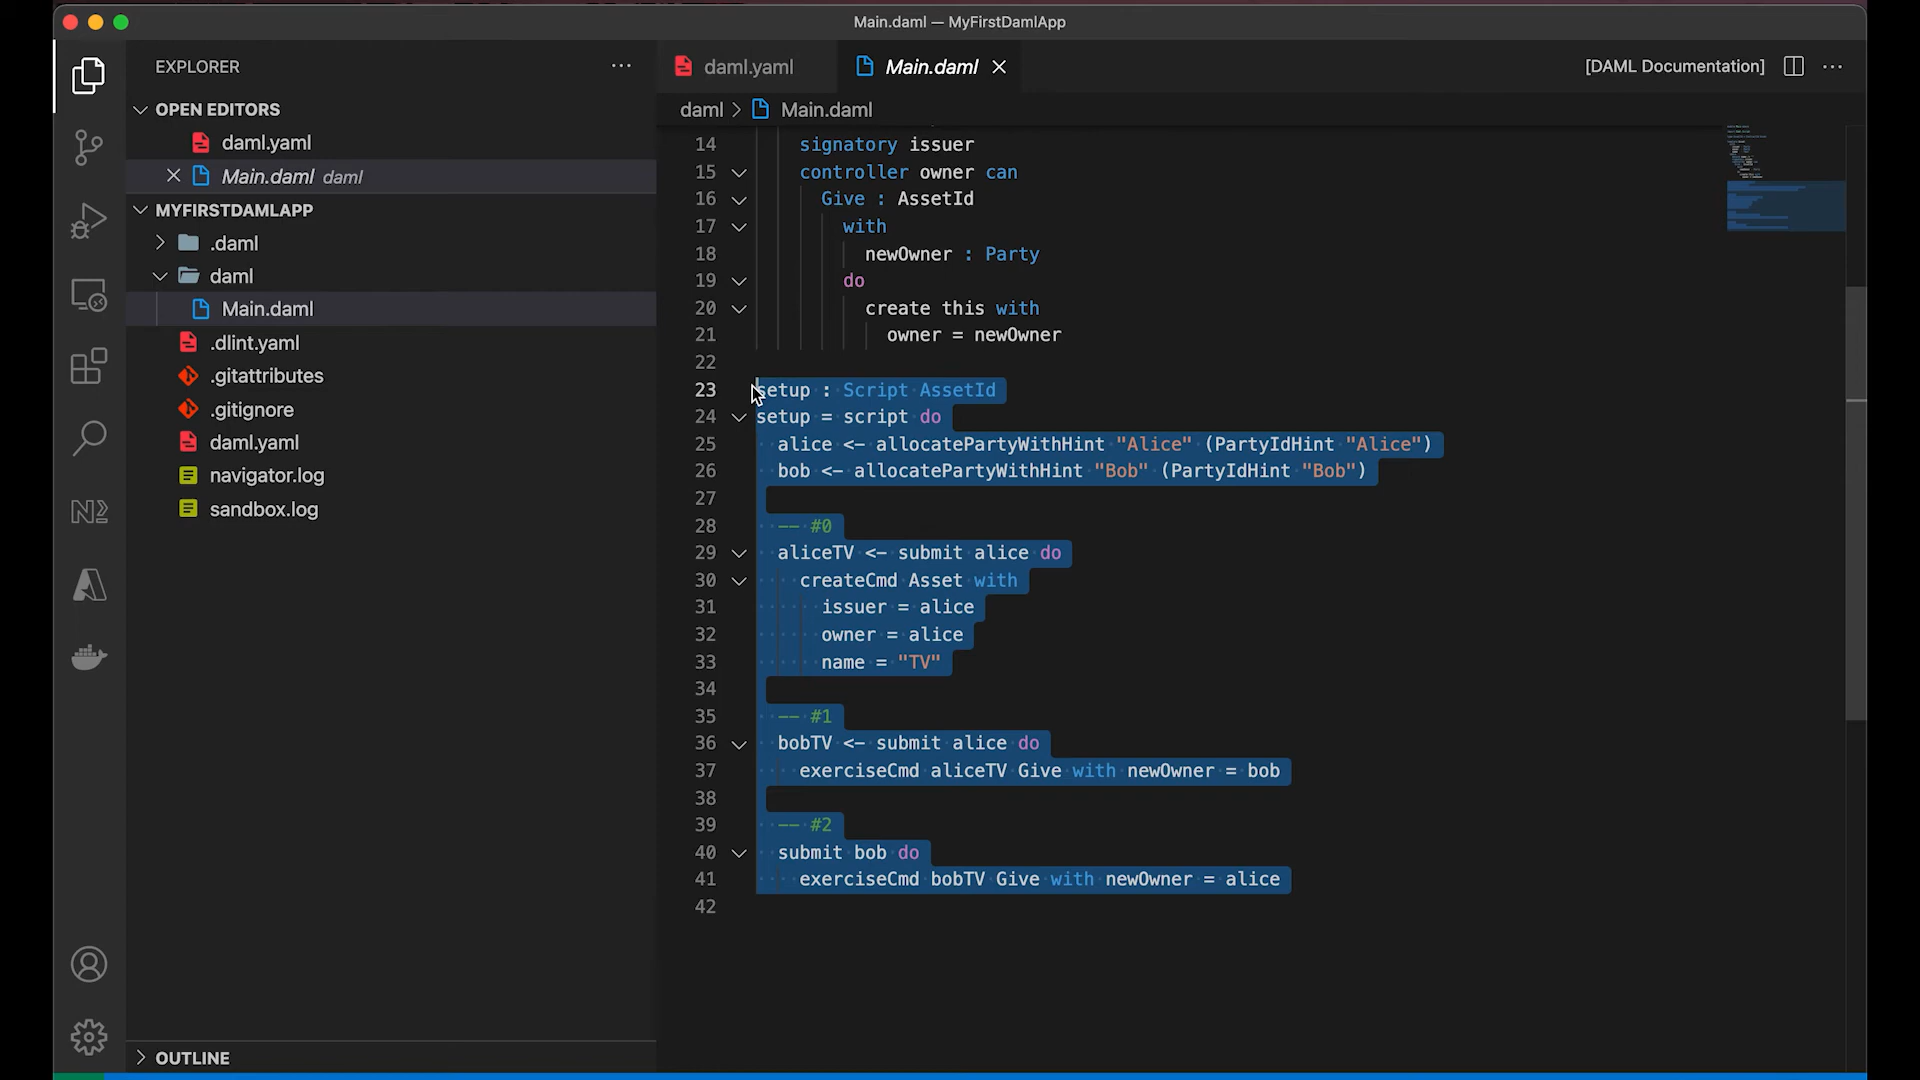 Main.daml — MyFirstDamlApp
EXPLORER
OPEN EDITORS
daml.yaml
Main.daml daml
MYFIRSTDAMLAPP
.daml
daml
Main.daml
.dlint.yaml
.gitattributes
.gitignore
daml.yaml
navigator.log
sandbox.log
OUTLINE
daml.yaml
Main.daml
[DAML Documentation]
daml > Main.daml
14 signatory issuer
15 controller owner can
16 Give : AssetId
17 with
18 newOwner : Party
19 do
20 create this with
21 owner = newOwner
22
23 setup : Script AssetId
24 setup = script do
25 alice <- allocatePartyWithHint "Alice" (PartyIdHint "Alice")
26 bob <- allocatePartyWithHint "Bob" (PartyIdHint "Bob")
27
28 -- #0
29 aliceTV <- submit alice do
30 createCmd Asset with
31 issuer = alice
32 owner = alice
33 name = "TV"
34
35 -- #1
36 bobTV <- submit alice do
37 exerciseCmd aliceTV Give with newOwner = bob
38
39 -- #2
40 submit bob do
41 exerciseCmd bobTV Give with newOwner = alice
42